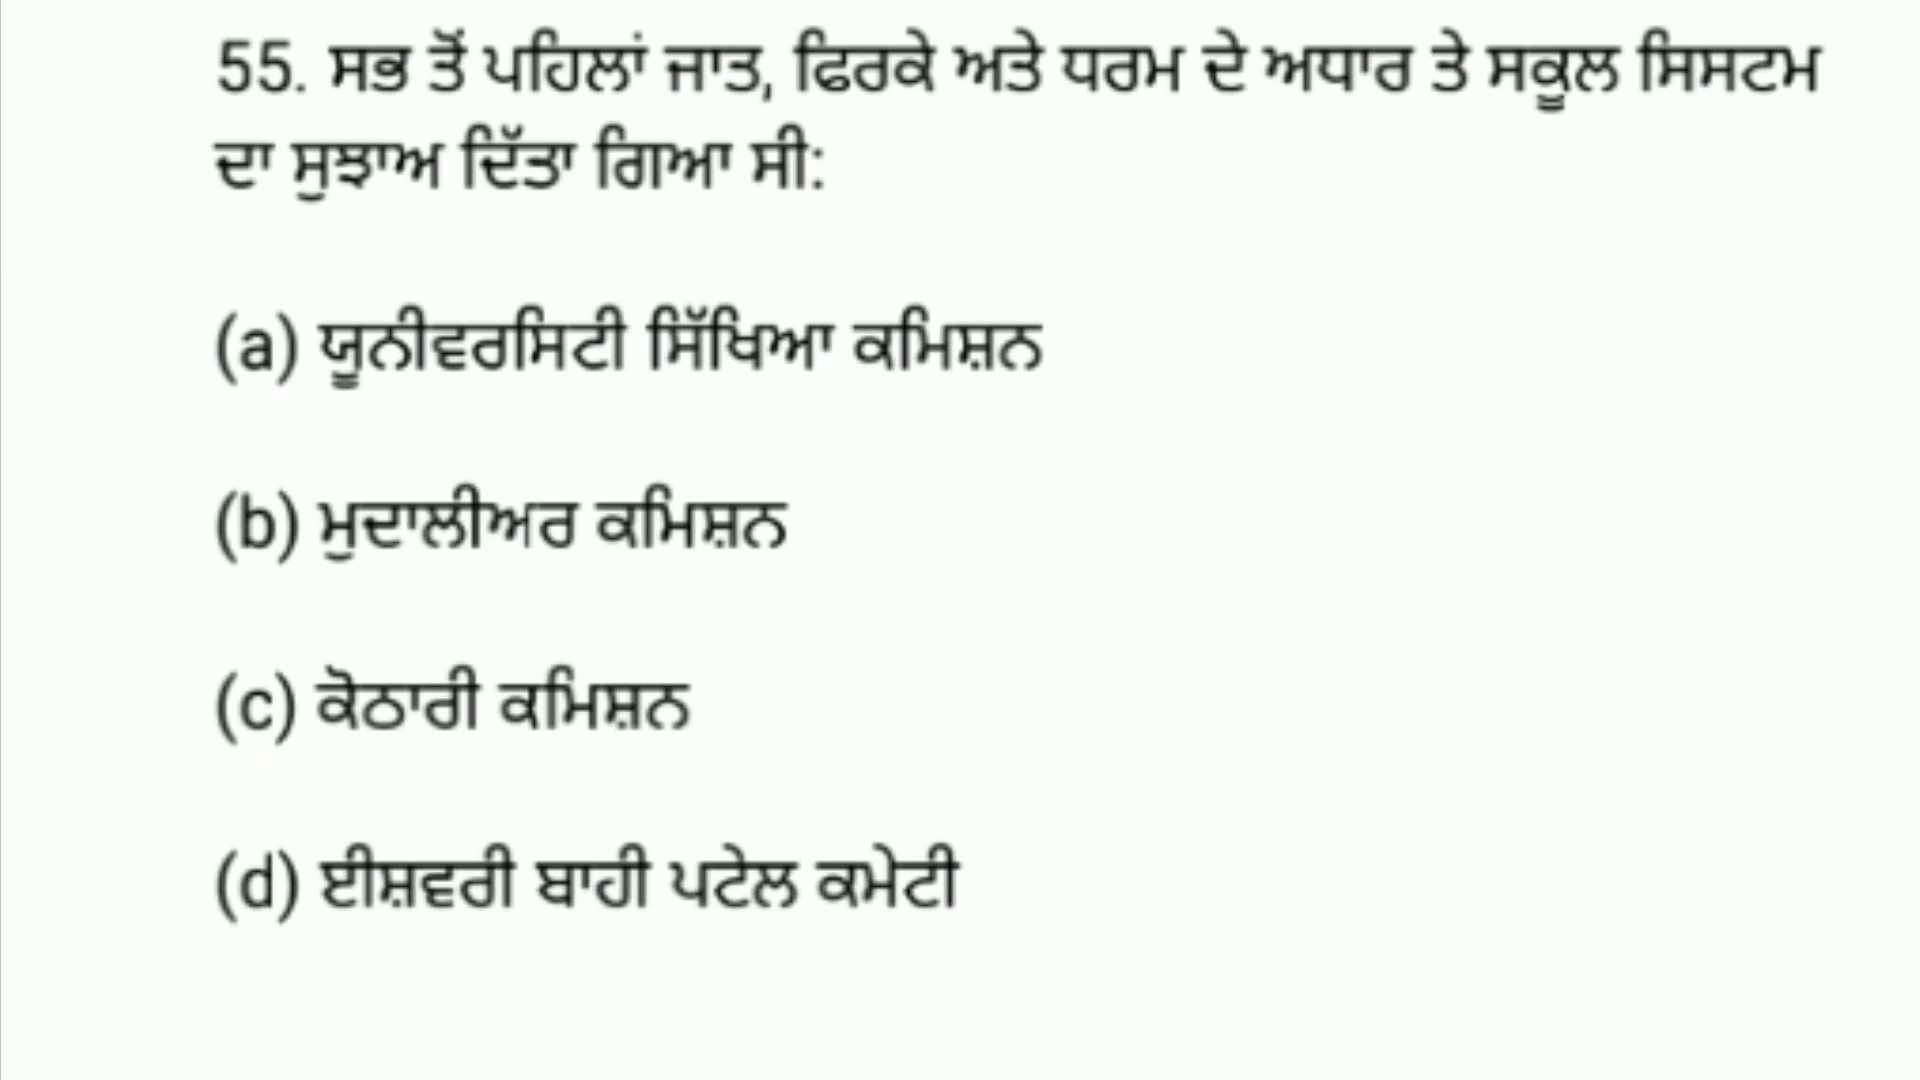 55. ਸਭ ਤੋਂ ਪਹਿਲਾਂ ਜਾਤ, ਫਿਰਕੇ ਅਤੇ ਧਰਮ ਦੇ ਅਧਾਰ ਤੇ ਸਕੂਲ ਸਿਸਟਮ
ਦਾ ਸੁਝਾਅ ਦਿੱਤਾ ਗਿਆ ਸੀ:
(a) ਯੂਨੀਵਰਸਿਟੀ ਸਿੱਖਿਆ ਕਮਿਸ਼ਨ
(b) ਮੁਦਾਲੀਅਰ ਕਮਿਸ਼ਨ
(c) ਕੋਠਾਰੀ ਕਮਿਸ਼ਨ
(d) ਈਸ਼ਵਰੀ ਬਾਹੀ ਪਟੇਲ ਕਮੇਟੀ